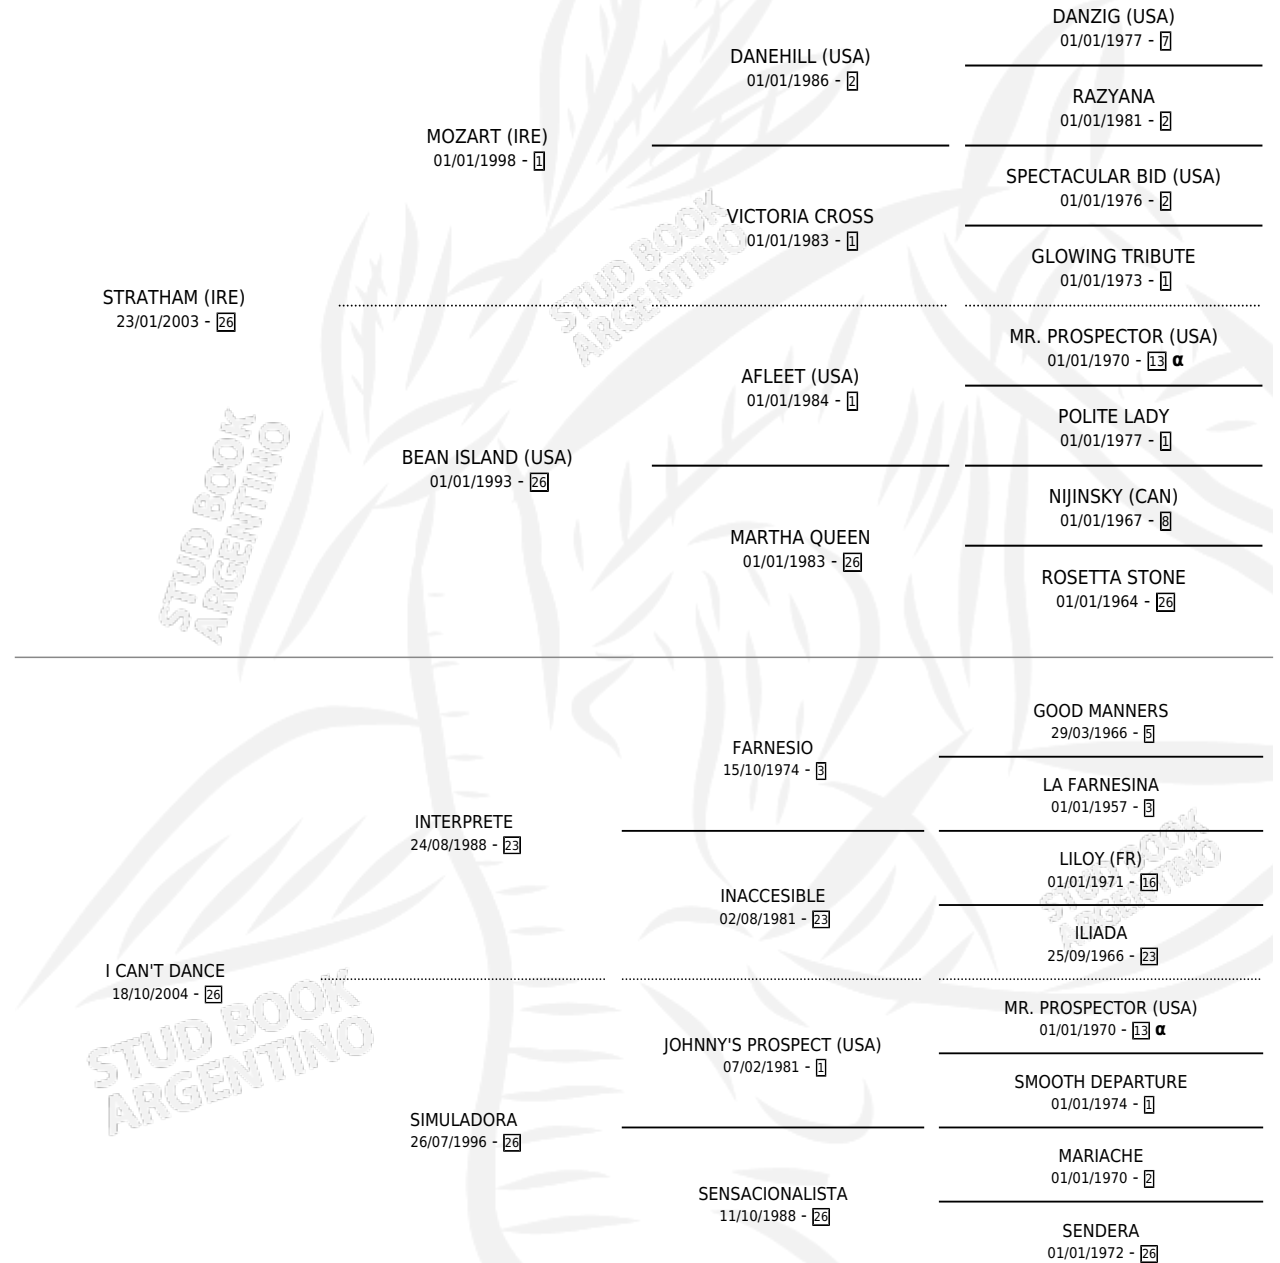 DANZIG (USA)
01/01/1977 - 7
DANEHILL (USA)
01/01/1986 - 2
RAZYANA
01/01/1981 - 2
MOZART (IRE)
01/01/1998 - 1
SPECTACULAR BID (USA)
01/01/1976 - 2
VICTORIA CROSS
01/01/1983 - 1
GLOWING TRIBUTE
01/01/1973 - 1
STRATHAM (IRE)
23/01/2003 - 26
MR. PROSPECTOR (USA)
01/01/1970 - 13 α
AFLEET (USA)
01/01/1984 - 1
POLITE LADY
01/01/1977 - 1
BEAN ISLAND (USA)
01/01/1993 - 26
NIJINSKY (CAN)
01/01/1967 - 8
MARTHA QUEEN
01/01/1983 - 26
ROSETTA STONE
01/01/1964 - 26
GOOD MANNERS
29/03/1966 - 5
FARNESIO
15/10/1974 - 3
LA FARNESINA
01/01/1957 - 3
INTERPRETE
24/08/1988 - 23
LILOY (FR)
01/01/1971 - 16
INACCESIBLE
02/08/1981 - 23
ILIADA
25/09/1966 - 23
I CAN'T DANCE
18/10/2004 - 26
MR. PROSPECTOR (USA)
01/01/1970 - 13 α
JOHNNY'S PROSPECT (USA)
07/02/1981 - 1
SMOOTH DEPARTURE
01/01/1974 - 1
SIMULADORA
26/07/1996 - 26
MARIACHE
01/01/1970 - 2
SENSACIONALISTA
11/10/1988 - 26
SENDERA
01/01/1972 - 26
STUD BOOK
ARGENTINO
STUD BOOK
ARGENTINO
STUD BOOK
ARGENTINO
STUD BOOK
ARGENTINO